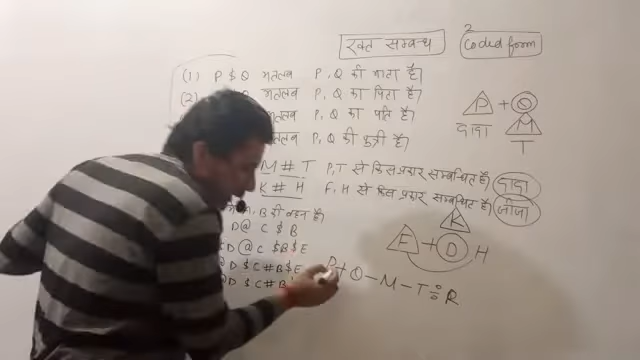 रक्त सम्बन्ध
2
Coded form
(1) P $ Q मतलब P, Q की माता है।
(2) मतलब P, Q का पिता है।
मतलब P, Q का पति है।
मतलब P, Q की पुत्री है।
P + Q
दादा
M
T
M # T P, T से किस प्रकार सम्बन्धित है। दादा
K # H F, H से किस प्रकार सम्बन्धित है। जीजा
B की बहन है।
D @ C $ B
$ D @ C $ B $ E
@ D $ C # B $ E
@ D $ C # B
K
F + D H
P + Q - M - T ÷ R